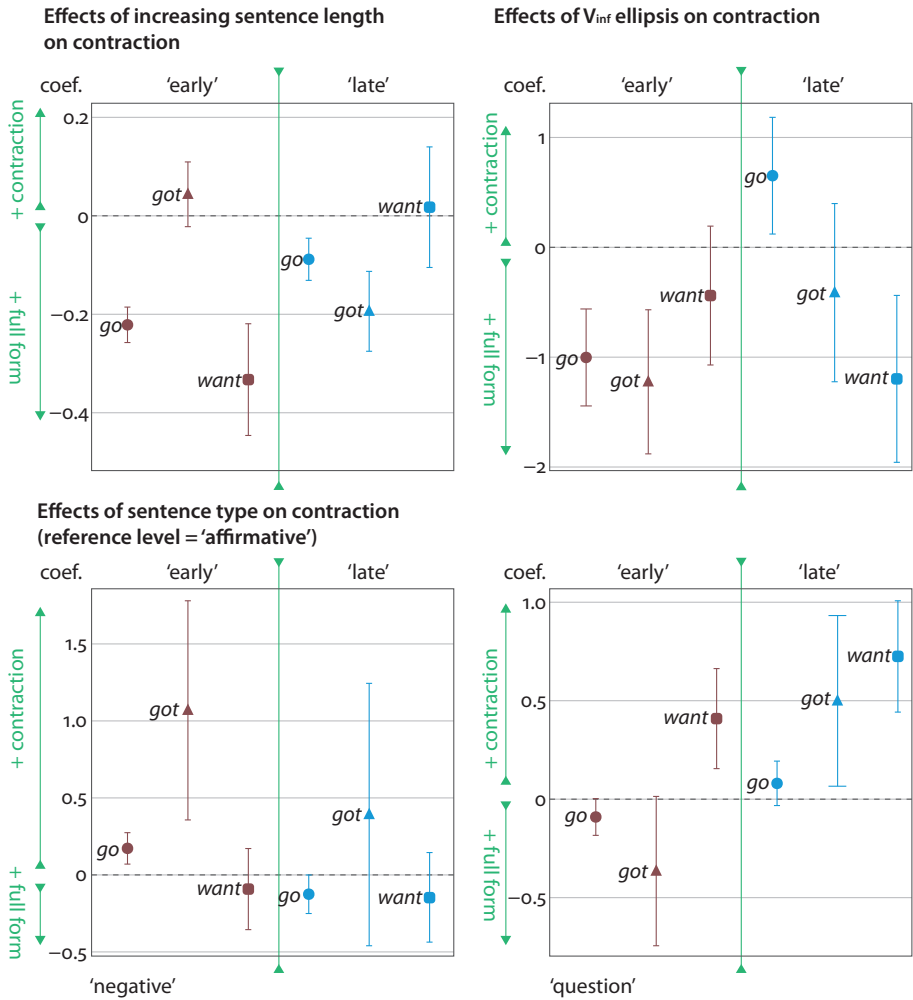 Effects of increasing sentence length
on contraction
coef.
'early'
'late'
+ contraction
+ full form
0.2
0
−0.2
−0.4
go
got
want
go
got
want
Effects of Vinf ellipsis on contraction
coef.
'early'
'late'
+ contraction
+ full form
1
0
−1
−2
go
got
want
go
got
want
Effects of sentence type on contraction
(reference level = 'affirmative')
coef.
'early'
'late'
+ contraction
+ full form
1.5
1.0
0.5
0
−0.5
go
got
want
go
got
want
'negative'
coef.
'early'
'late'
+ contraction
+ full form
1.0
0.5
0
−0.5
go
got
want
go
got
want
'question'